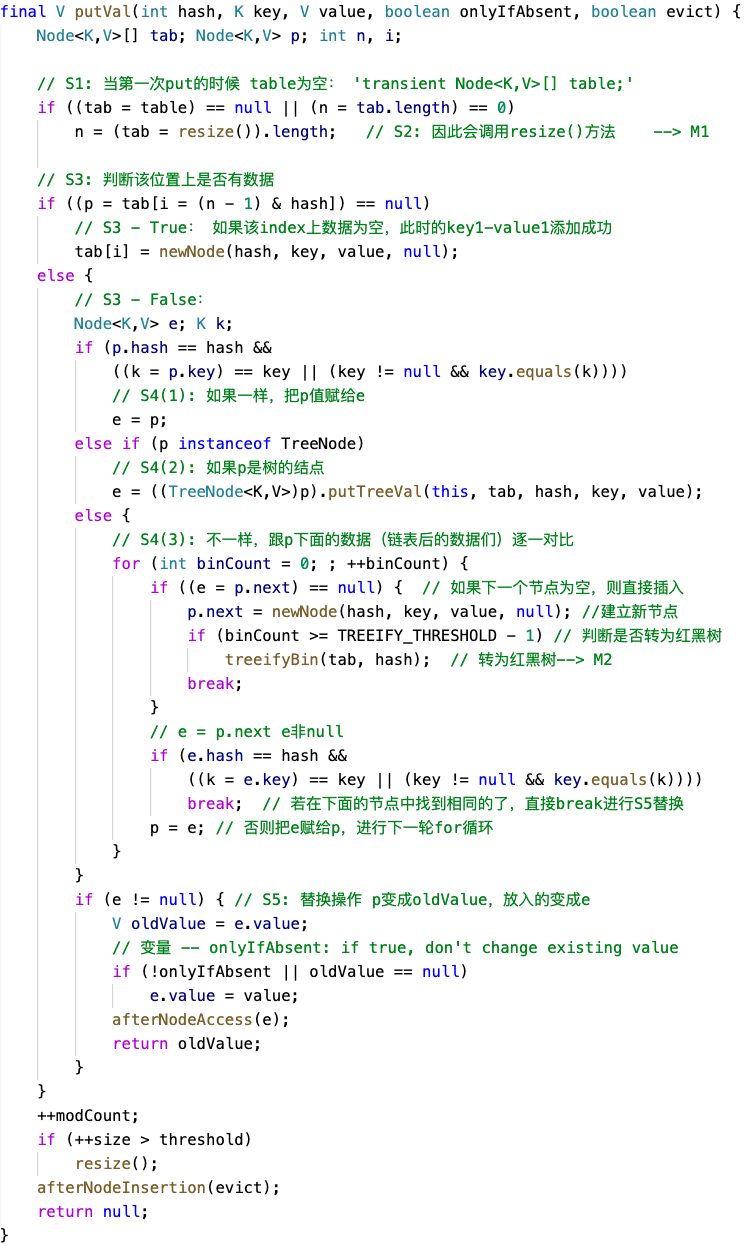 final V putVal(int hash, K key, V value, boolean onlyIfAbsent, boolean evict) {
    Node<K,V>[] tab; Node<K,V> p; int n, i;
    // S1: 当第一次put的时候 table为空： 'transient Node<K,V>[] table;'
    if ((tab = table) == null || (n = tab.length) == 0)
        n = (tab = resize()).length;   // S2: 因此会调用resize()方法    --> M1
    // S3: 判断该位置上是否有数据
    if ((p = tab[i = (n - 1) & hash]) == null)
        // S3 - True： 如果该index上数据为空，此时的key1-value1添加成功
        tab[i] = newNode(hash, key, value, null);
    else {
        // S3 - False：
        Node<K,V> e; K k;
        if (p.hash == hash &&
            ((k = p.key) == key || (key != null && key.equals(k))))
            // S4(1): 如果一样，把p值赋给e
            e = p;
        else if (p instanceof TreeNode)
            // S4(2): 如果p是树的结点
            e = ((TreeNode<K,V>)p).putTreeVal(this, tab, hash, key, value);
        else {
            // S4(3): 不一样，跟p下面的数据（链表后的数据们）逐一对比
            for (int binCount = 0; ; ++binCount) {
                if ((e = p.next) == null) {  // 如果下一个节点为空，则直接插入
                    p.next = newNode(hash, key, value, null); //建立新节点
                    if (binCount >= TREEIFY_THRESHOLD - 1) // 判断是否转为红黑树
                        treeifyBin(tab, hash);  // 转为红黑树--> M2
                    break;
                }
                // e = p.next e非null
                if (e.hash == hash &&
                    ((k = e.key) == key || (key != null && key.equals(k))))
                    break;  // 若在下面的节点中找到相同的了，直接break进行S5替换
                p = e; // 否则把e赋给p，进行下一轮for循环
            }
        }
        if (e != null) { // S5: 替换操作 p变成oldValue，放入的变成e
            V oldValue = e.value;
            // 变量 -- onlyIfAbsent: if true, don't change existing value
            if (!onlyIfAbsent || oldValue == null)
                e.value = value;
            afterNodeAccess(e);
            return oldValue;
        }
    }
    ++modCount;
    if (++size > threshold)
        resize();
    afterNodeInsertion(evict);
    return null;
}